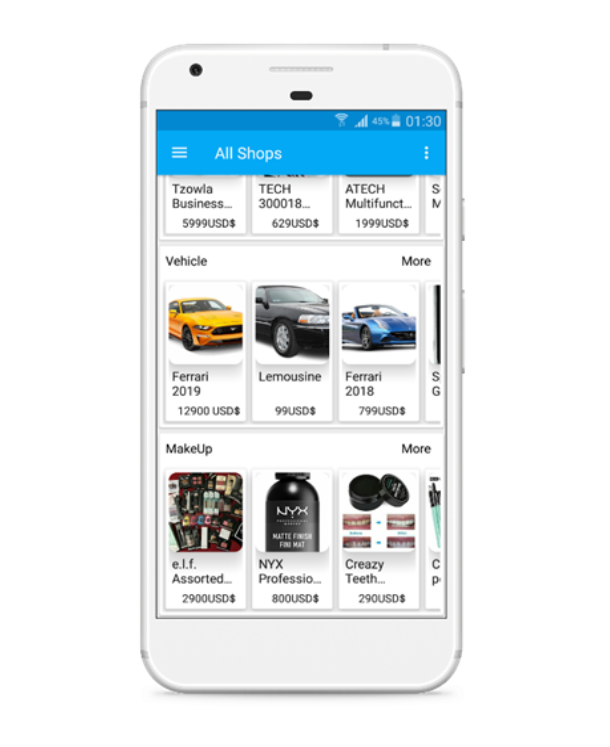 45% 01:30
All Shops
Tzowla
Business...
5999USD$
TECH
300018...
629USD$
ATECH
Multifunct...
1999USD$
S
M
Vehicle More
Ferrari
2019
12900 USD$
Lemousine
99USD$
Ferrari
2018
799USD$
S
G
MakeUp More
NYX
MATTE FINISH
FINI MAT
Before After
e.l.f.
Assorted...
2900USD$
NYX
Professio...
800USD$
Creazy
Teeth...
290USD$
C
p